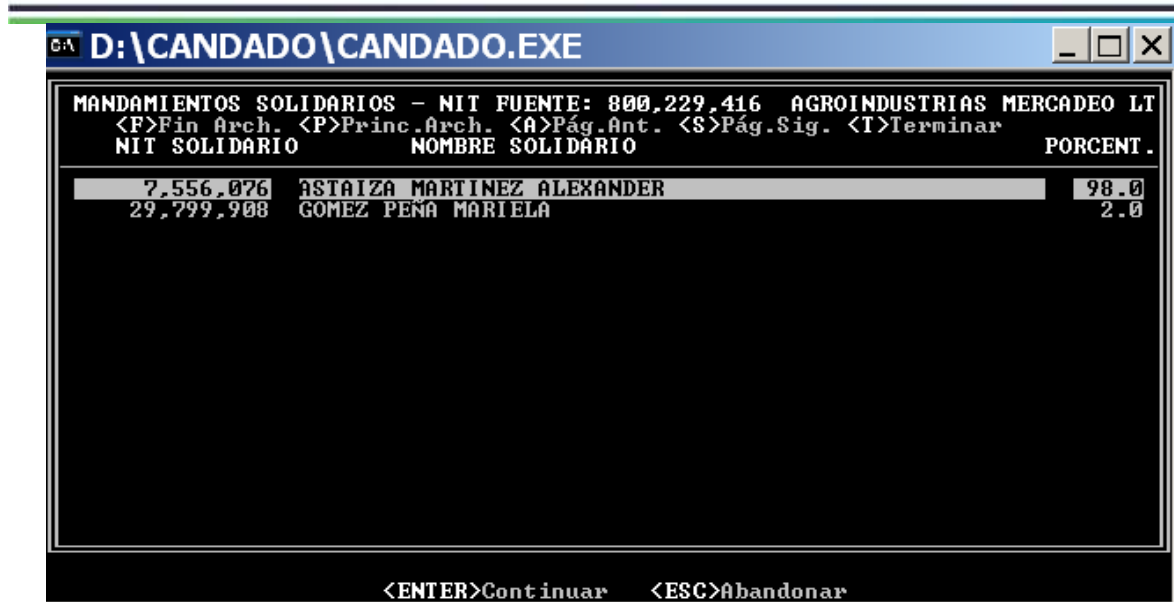 D:\CANDADO\CANDADO.EXE
MANDAMIENTOS SOLIDARIOS - NIT FUENTE: 800,229,416 AGROINDUSTRIAS MERCADEO LT
<F>Fin Arch. <P>Princ.Arch. <A>Pág.Ant. <S>Pág.Sig. <T>Terminar
NIT SOLIDARIO NOMBRE SOLIDARIO PORCENT.
7,556,076 ASTAIZA MARTINEZ ALEXANDER 98.0
29,799,908 GOMEZ PEÑA MARIELA 2.0
<ENTER>Continuar <ESC>Abandonar